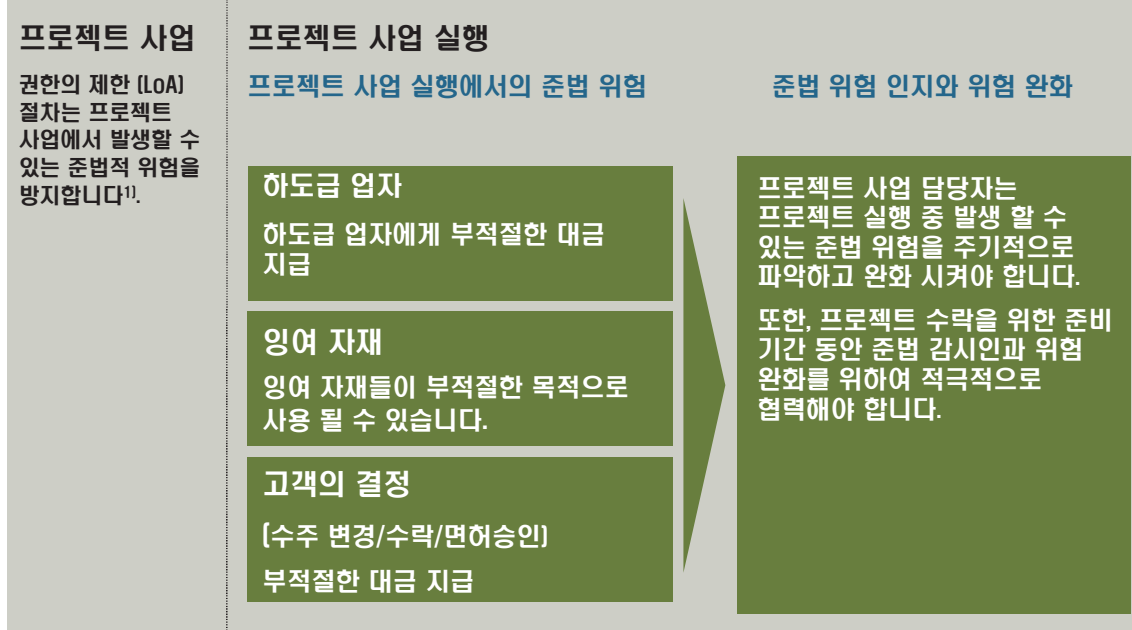 프로젝트 사업
권한의 제한 (LoA)
절차는 프로젝트
사업에서 발생할 수
있는 준법적 위험을
방지합니다¹⁾.
프로젝트 사업 실행
프로젝트 사업 실행에서의 준법 위험
하도급 업자
하도급 업자에게 부적절한 대금
지급
잉여 자재
잉여 자재들이 부적절한 목적으로
사용 될 수 있습니다.
고객의 결정
(수주 변경/수락/면허승인)
부적절한 대금 지급
준법 위험 인지와 위험 완화
프로젝트 사업 담당자는
프로젝트 실행 중 발생 할 수
있는 준법 위험을 주기적으로
파악하고 완화 시켜야 합니다.
또한, 프로젝트 수락을 위한 준비
기간 동안 준법 감시인과 위험
완화를 위하여 적극적으로
협력해야 합니다.